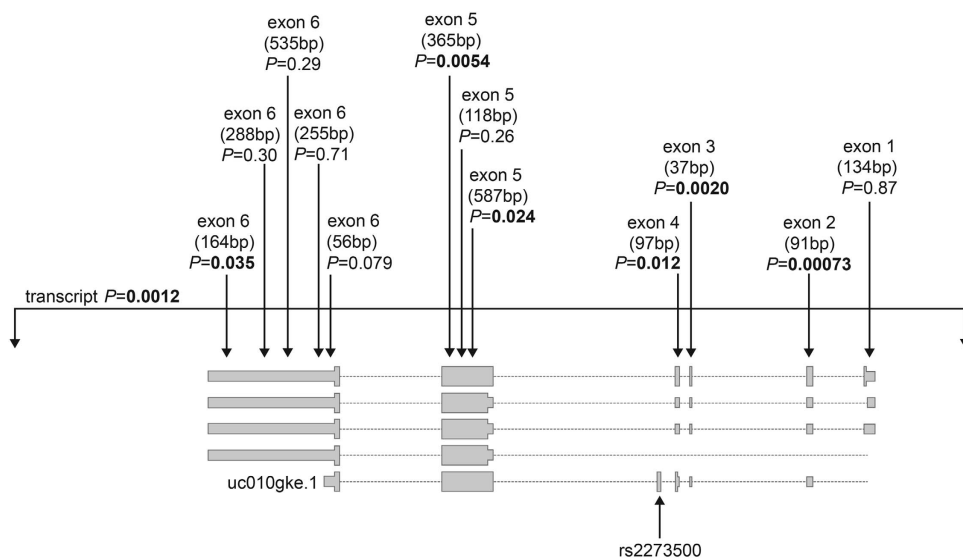 exon 6
(535bp)
P=0.29
exon 5
(365bp)
P=0.0054
exon 6
(288bp)
P=0.30
exon 6
(255bp)
P=0.71
exon 5
(118bp)
P=0.26
exon 3
(37bp)
P=0.0020
exon 1
(134bp)
P=0.87
exon 5
(587bp)
P=0.024
exon 6
(164bp)
P=0.035
exon 6
(56bp)
P=0.079
exon 4
(97bp)
P=0.012
exon 2
(91bp)
P=0.00073
transcript P=0.0012
uc010gke.1
rs2273500